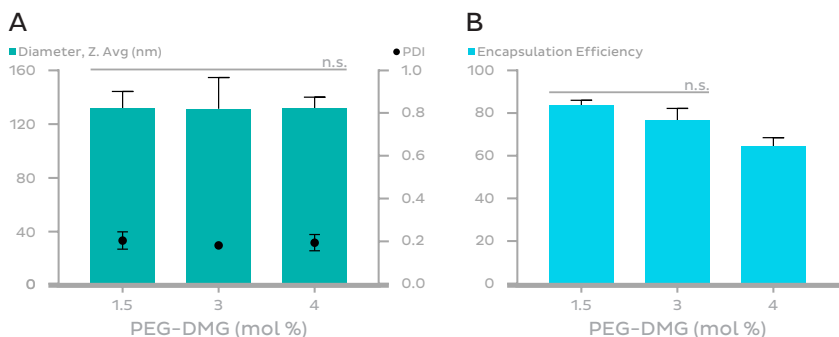 A
Diameter, Z. Avg (nm)
PDI
n.s.
160
120
80
40
0
1.0
0.8
0.6
0.4
0.2
0.0
1.5
3
4
PEG-DMG (mol %)
B
Encapsulation Efficiency
n.s.
100
80
60
40
20
0
1.5
3
4
PEG-DMG (mol %)